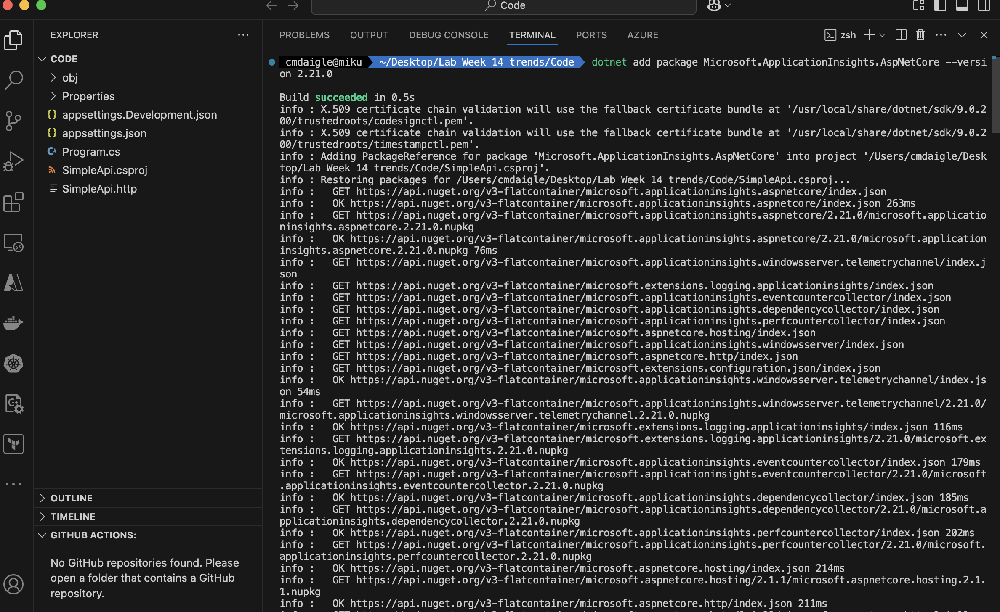 Code
EXPLORER
CODE
obj
Properties
appsettings.Development.json
appsettings.json
Program.cs
SimpleApi.csproj
SimpleApi.http
OUTLINE
TIMELINE
GITHUB ACTIONS:
No GitHub repositories found. Please
open a folder that contains a GitHub
repository.
PROBLEMS OUTPUT DEBUG CONSOLE TERMINAL PORTS AZURE
zsh
cmdaigle@miku ~/Desktop/Lab Week 14 trends/Code dotnet add package Microsoft.ApplicationInsights.AspNetCore --versi
on 2.21.0
Build succeeded in 0.5s
info : X.509 certificate chain validation will use the fallback certificate bundle at '/usr/local/share/dotnet/sdk/9.0.2
00/trustedroots/codesignctl.pem'.
info : X.509 certificate chain validation will use the fallback certificate bundle at '/usr/local/share/dotnet/sdk/9.0.2
00/trustedroots/timestampctl.pem'.
info : Adding PackageReference for package 'Microsoft.ApplicationInsights.AspNetCore' into project '/Users/cmdaigle/Desk
top/Lab Week 14 trends/Code/SimpleApi.csproj'.
info : Restoring packages for /Users/cmdaigle/Desktop/Lab Week 14 trends/Code/SimpleApi.csproj...
info :   GET https://api.nuget.org/v3-flatcontainer/microsoft.applicationinsights.aspnetcore/index.json
info :   OK https://api.nuget.org/v3-flatcontainer/microsoft.applicationinsights.aspnetcore/index.json 263ms
info :   GET https://api.nuget.org/v3-flatcontainer/microsoft.applicationinsights.aspnetcore/2.21.0/microsoft.applicatio
ninsights.aspnetcore.2.21.0.nupkg
info :   OK https://api.nuget.org/v3-flatcontainer/microsoft.applicationinsights.aspnetcore/2.21.0/microsoft.application
insights.aspnetcore.2.21.0.nupkg 76ms
info :   GET https://api.nuget.org/v3-flatcontainer/microsoft.applicationinsights.windowsserver.telemetrychannel/index.j
son
info :   GET https://api.nuget.org/v3-flatcontainer/microsoft.extensions.logging.applicationinsights/index.json
info :   GET https://api.nuget.org/v3-flatcontainer/microsoft.applicationinsights.eventcountercollector/index.json
info :   GET https://api.nuget.org/v3-flatcontainer/microsoft.applicationinsights.dependencycollector/index.json
info :   GET https://api.nuget.org/v3-flatcontainer/microsoft.applicationinsights.perfcountercollector/index.json
info :   GET https://api.nuget.org/v3-flatcontainer/microsoft.aspnetcore.hosting/index.json
info :   GET https://api.nuget.org/v3-flatcontainer/microsoft.applicationinsights.windowsserver/index.json
info :   GET https://api.nuget.org/v3-flatcontainer/microsoft.aspnetcore.http/index.json
info :   GET https://api.nuget.org/v3-flatcontainer/microsoft.extensions.configuration.json/index.json
info :   OK https://api.nuget.org/v3-flatcontainer/microsoft.applicationinsights.windowsserver.telemetrychannel/index.js
on 54ms
info :   GET https://api.nuget.org/v3-flatcontainer/microsoft.applicationinsights.windowsserver.telemetrychannel/2.21.0/
microsoft.applicationinsights.windowsserver.telemetrychannel.2.21.0.nupkg
info :   OK https://api.nuget.org/v3-flatcontainer/microsoft.extensions.logging.applicationinsights/index.json 116ms
info :   GET https://api.nuget.org/v3-flatcontainer/microsoft.extensions.logging.applicationinsights/2.21.0/microsoft.ex
tensions.logging.applicationinsights.2.21.0.nupkg
info :   OK https://api.nuget.org/v3-flatcontainer/microsoft.applicationinsights.eventcountercollector/index.json 179ms
info :   GET https://api.nuget.org/v3-flatcontainer/microsoft.applicationinsights.eventcountercollector/2.21.0/microsoft
.applicationinsights.eventcountercollector.2.21.0.nupkg
info :   OK https://api.nuget.org/v3-flatcontainer/microsoft.applicationinsights.dependencycollector/index.json 185ms
info :   GET https://api.nuget.org/v3-flatcontainer/microsoft.applicationinsights.dependencycollector/2.21.0/microsoft.a
pplicationinsights.dependencycollector.2.21.0.nupkg
info :   OK https://api.nuget.org/v3-flatcontainer/microsoft.applicationinsights.perfcountercollector/index.json 202ms
info :   GET https://api.nuget.org/v3-flatcontainer/microsoft.applicationinsights.perfcountercollector/2.21.0/microsoft.
applicationinsights.perfcountercollector.2.21.0.nupkg
info :   OK https://api.nuget.org/v3-flatcontainer/microsoft.aspnetcore.hosting/index.json 214ms
info :   GET https://api.nuget.org/v3-flatcontainer/microsoft.aspnetcore.hosting/2.1.1/microsoft.aspnetcore.hosting.2.1.
1.nupkg
info :   OK https://api.nuget.org/v3-flatcontainer/microsoft.aspnetcore.http/index.json 211ms